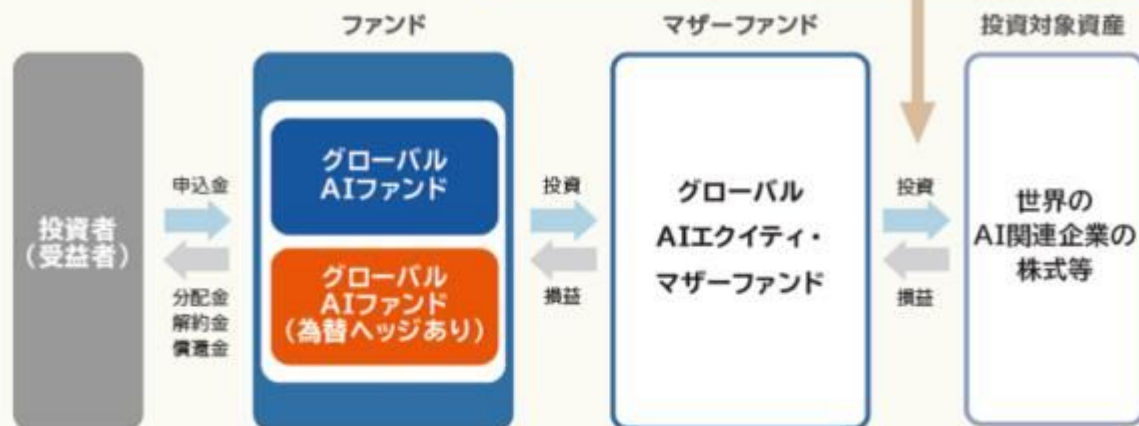 ファンド
マザーファンド
投資対象資産
投資者
(受益者)
申込金
分配金
解約金
償還金
グローバル
AIファンド
グローバル
AIファンド
(為替ヘッジあり)
投資
損益
グローバル
AIエクイティ・
マザーファンド
投資
損益
世界の
AI関連企業の
株式等